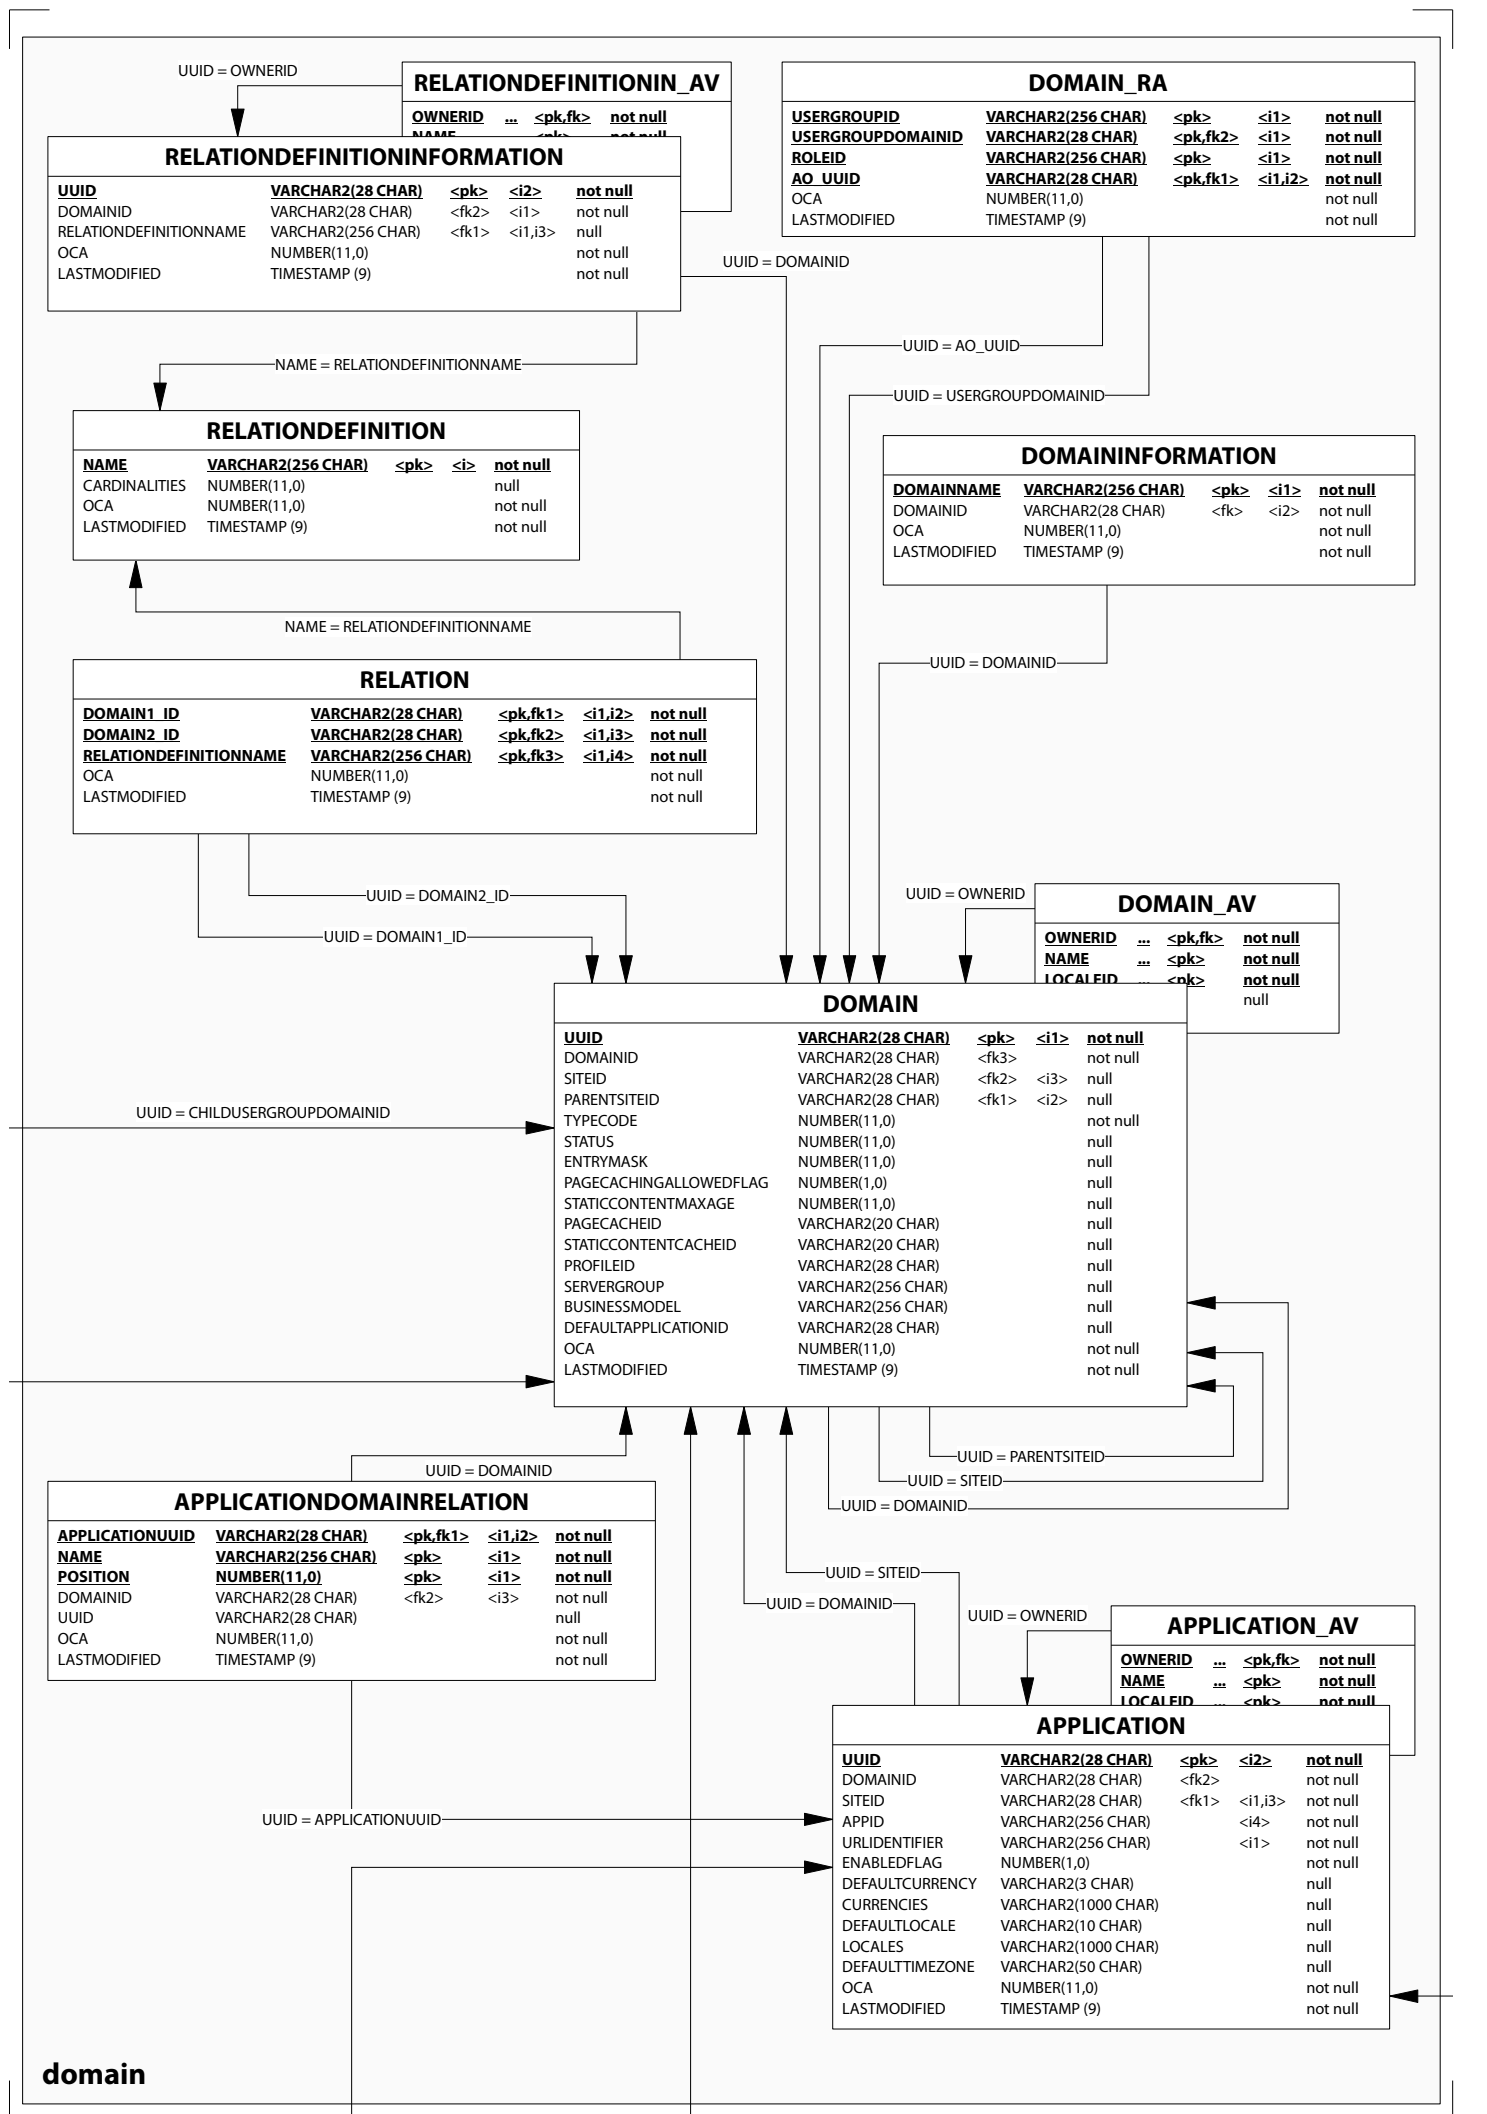 UUID = OWNERID
RELATIONDEFINITIONIN_AV
OWNERID ... <pk,fk> not null
NAME <pk> not null
RELATIONDEFINITIONINFORMATION
UUID VARCHAR2(28 CHAR) <pk> <i2> not null
DOMAINID VARCHAR2(28 CHAR) <fk2> <i1> not null
RELATIONDEFINITIONNAME VARCHAR2(256 CHAR) <fk1> <i1,i3> null
OCA NUMBER(11,0) not null
LASTMODIFIED TIMESTAMP (9) not null
DOMAIN_RA
USERGROUPID VARCHAR2(256 CHAR) <pk> <i1> not null
USERGROUPDOMAINID VARCHAR2(28 CHAR) <pk,fk2> <i1> not null
ROLEID VARCHAR2(256 CHAR) <pk> <i1> not null
AO_UUID VARCHAR2(28 CHAR) <pk,fk1> <i1,i2> not null
OCA NUMBER(11,0) not null
LASTMODIFIED TIMESTAMP (9) not null
UUID = DOMAINID
UUID = AO_UUID
NAME = RELATIONDEFINITIONNAME
UUID = USERGROUPDOMAINID
RELATIONDEFINITION
NAME VARCHAR2(256 CHAR) <pk> <i> not null
CARDINALITIES NUMBER(11,0) null
OCA NUMBER(11,0) not null
LASTMODIFIED TIMESTAMP (9) not null
DOMAININFORMATION
DOMAINNAME VARCHAR2(256 CHAR) <pk> <i1> not null
DOMAINID VARCHAR2(28 CHAR) <fk> <i2> not null
OCA NUMBER(11,0) not null
LASTMODIFIED TIMESTAMP (9) not null
NAME = RELATIONDEFINITIONNAME
UUID = DOMAINID
RELATION
DOMAIN1_ID VARCHAR2(28 CHAR) <pk,fk1> <i1,i2> not null
DOMAIN2_ID VARCHAR2(28 CHAR) <pk,fk2> <i1,i3> not null
RELATIONDEFINITIONNAME VARCHAR2(256 CHAR) <pk,fk3> <i1,i4> not null
OCA NUMBER(11,0) not null
LASTMODIFIED TIMESTAMP (9) not null
UUID = DOMAIN2_ID
UUID = DOMAIN1_ID
UUID = OWNERID
DOMAIN_AV
OWNERID ... <pk,fk> not null
NAME ... <pk> not null
LOCALEID ... <pk> not null
null
DOMAIN
UUID VARCHAR2(28 CHAR) <pk> <i1> not null
DOMAINID VARCHAR2(28 CHAR) <fk3> not null
SITEID VARCHAR2(28 CHAR) <fk2> <i3> null
PARENTSITEID VARCHAR2(28 CHAR) <fk1> <i2> null
TYPECODE NUMBER(11,0) not null
STATUS NUMBER(11,0) null
ENTRYMASK NUMBER(11,0) null
PAGECACHINGALLOWEDFLAG NUMBER(1,0) null
STATICCONTENTMAXAGE NUMBER(11,0) null
PAGECACHEID VARCHAR2(20 CHAR) null
STATICCONTENTCACHEID VARCHAR2(20 CHAR) null
PROFILEID VARCHAR2(28 CHAR) null
SERVERGROUP VARCHAR2(256 CHAR) null
BUSINESSMODEL VARCHAR2(256 CHAR) null
DEFAULTAPPLICATIONID VARCHAR2(28 CHAR) null
OCA NUMBER(11,0) not null
LASTMODIFIED TIMESTAMP (9) not null
UUID = CHILDUSERGROUPDOMAINID
UUID = PARENTSITEID
UUID = SITEID
UUID = DOMAINID
UUID = DOMAINID
APPLICATIONDOMAINRELATION
APPLICATIONUUID VARCHAR2(28 CHAR) <pk,fk1> <i1,i2> not null
NAME VARCHAR2(256 CHAR) <pk> <i1> not null
POSITION NUMBER(11,0) <pk> <i1> not null
DOMAINID VARCHAR2(28 CHAR) <fk2> <i3> not null
UUID VARCHAR2(28 CHAR) null
OCA NUMBER(11,0) not null
LASTMODIFIED TIMESTAMP (9) not null
UUID = SITEID
UUID = DOMAINID
UUID = OWNERID
APPLICATION_AV
OWNERID ... <pk,fk> not null
NAME ... <pk> not null
LOCALEID ... <pk> not null
APPLICATION
UUID VARCHAR2(28 CHAR) <pk> <i2> not null
DOMAINID VARCHAR2(28 CHAR) <fk2> not null
SITEID VARCHAR2(28 CHAR) <fk1> <i1,i3> not null
APPID VARCHAR2(256 CHAR) <i4> not null
URLIDENTIFIER VARCHAR2(256 CHAR) <i1> not null
ENABLEDFLAG NUMBER(1,0) not null
DEFAULTCURRENCY VARCHAR2(3 CHAR) null
CURRENCIES VARCHAR2(1000 CHAR) null
DEFAULTLOCALE VARCHAR2(10 CHAR) null
LOCALES VARCHAR2(1000 CHAR) null
DEFAULTTIMEZONE VARCHAR2(50 CHAR) null
OCA NUMBER(11,0) not null
LASTMODIFIED TIMESTAMP (9) not null
UUID = APPLICATIONUUID
domain